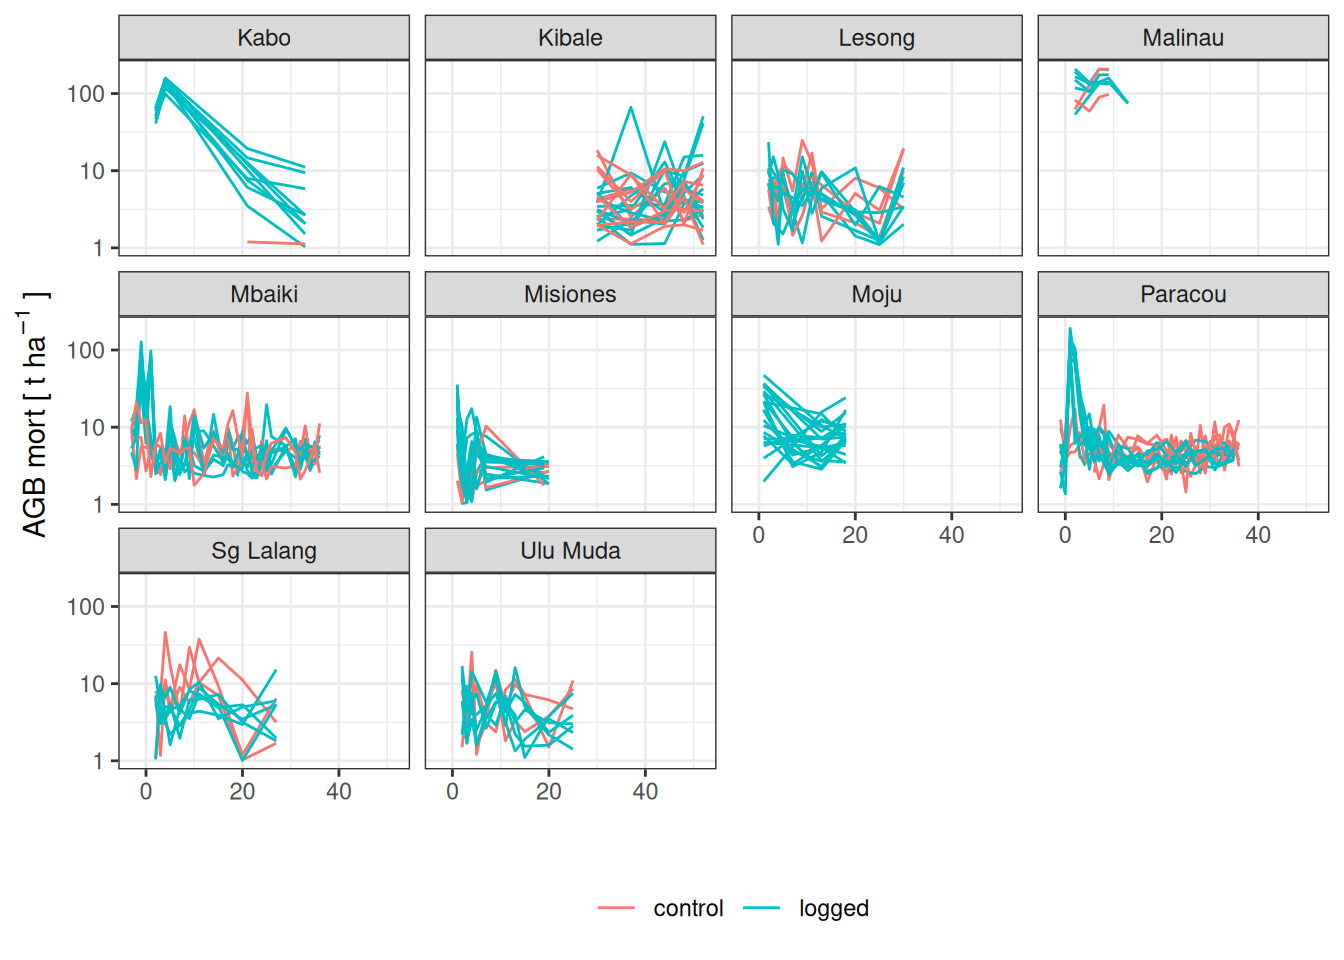 Kabo Kibale Lesong Malinau
100
10
1
Mbaiki Misiones Moju Paracou
100
10
1
0 20 40 0 20 40
Sg Lalang Ulu Muda
100
10
1
0 20 40 0 20 40
AGB mort [ t ha⁻¹ ]
control logged